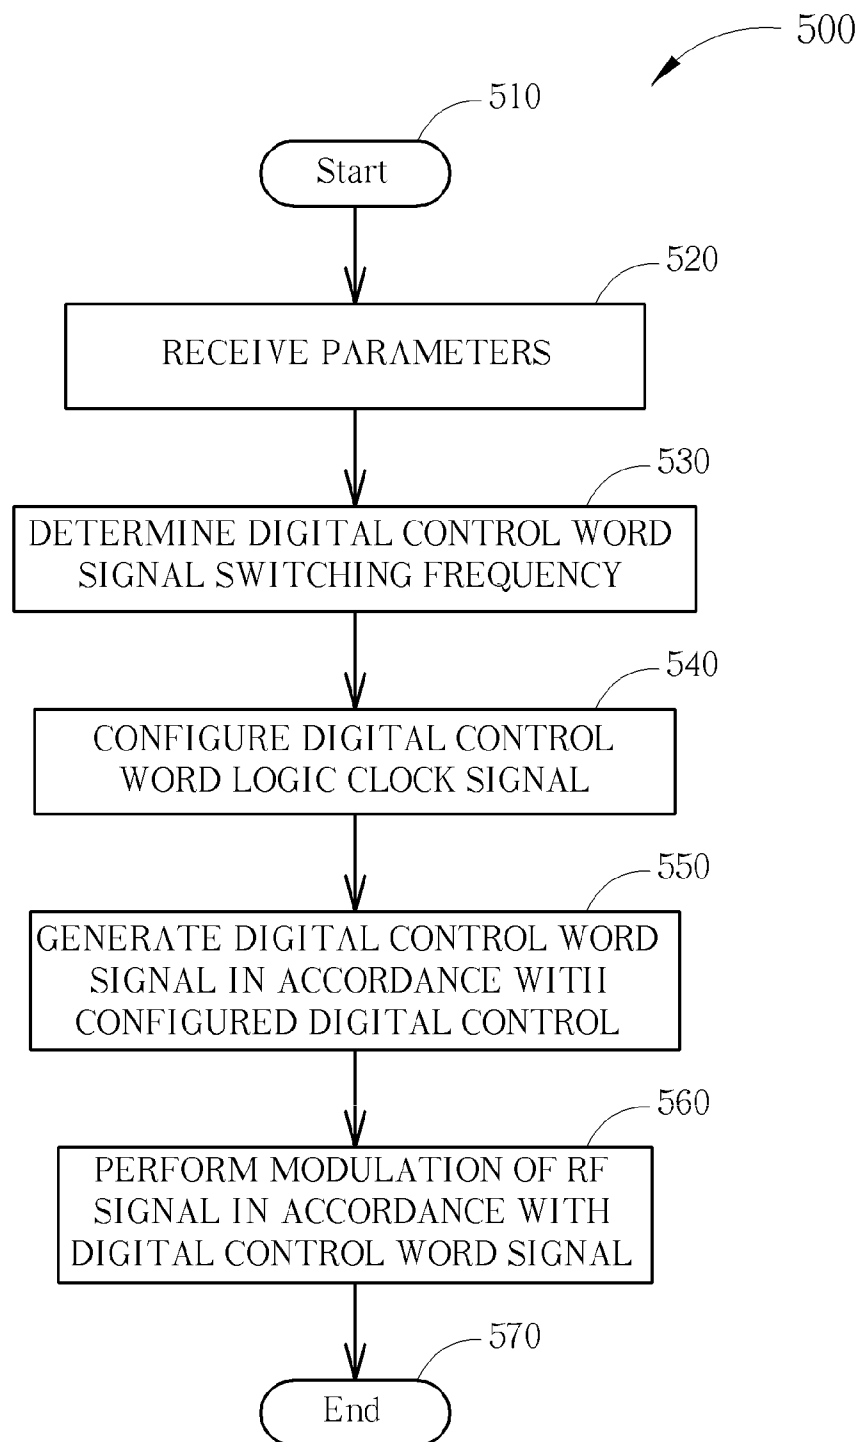 500
510
Start
520
RECEIVE PARAMETERS
530
DETERMINE DIGITAL CONTROL WORD
SIGNAL SWITCHING FREQUENCY
540
CONFIGURE DIGITAL CONTROL
WORD LOGIC CLOCK SIGNAL
550
GENERATE DIGITAL CONTROL WORD
SIGNAL IN ACCORDANCE WITH
CONFIGURED DIGITAL CONTROL
560
PERFORM MODULATION OF RF
SIGNAL IN ACCORDANCE WITH
DIGITAL CONTROL WORD SIGNAL
570
End